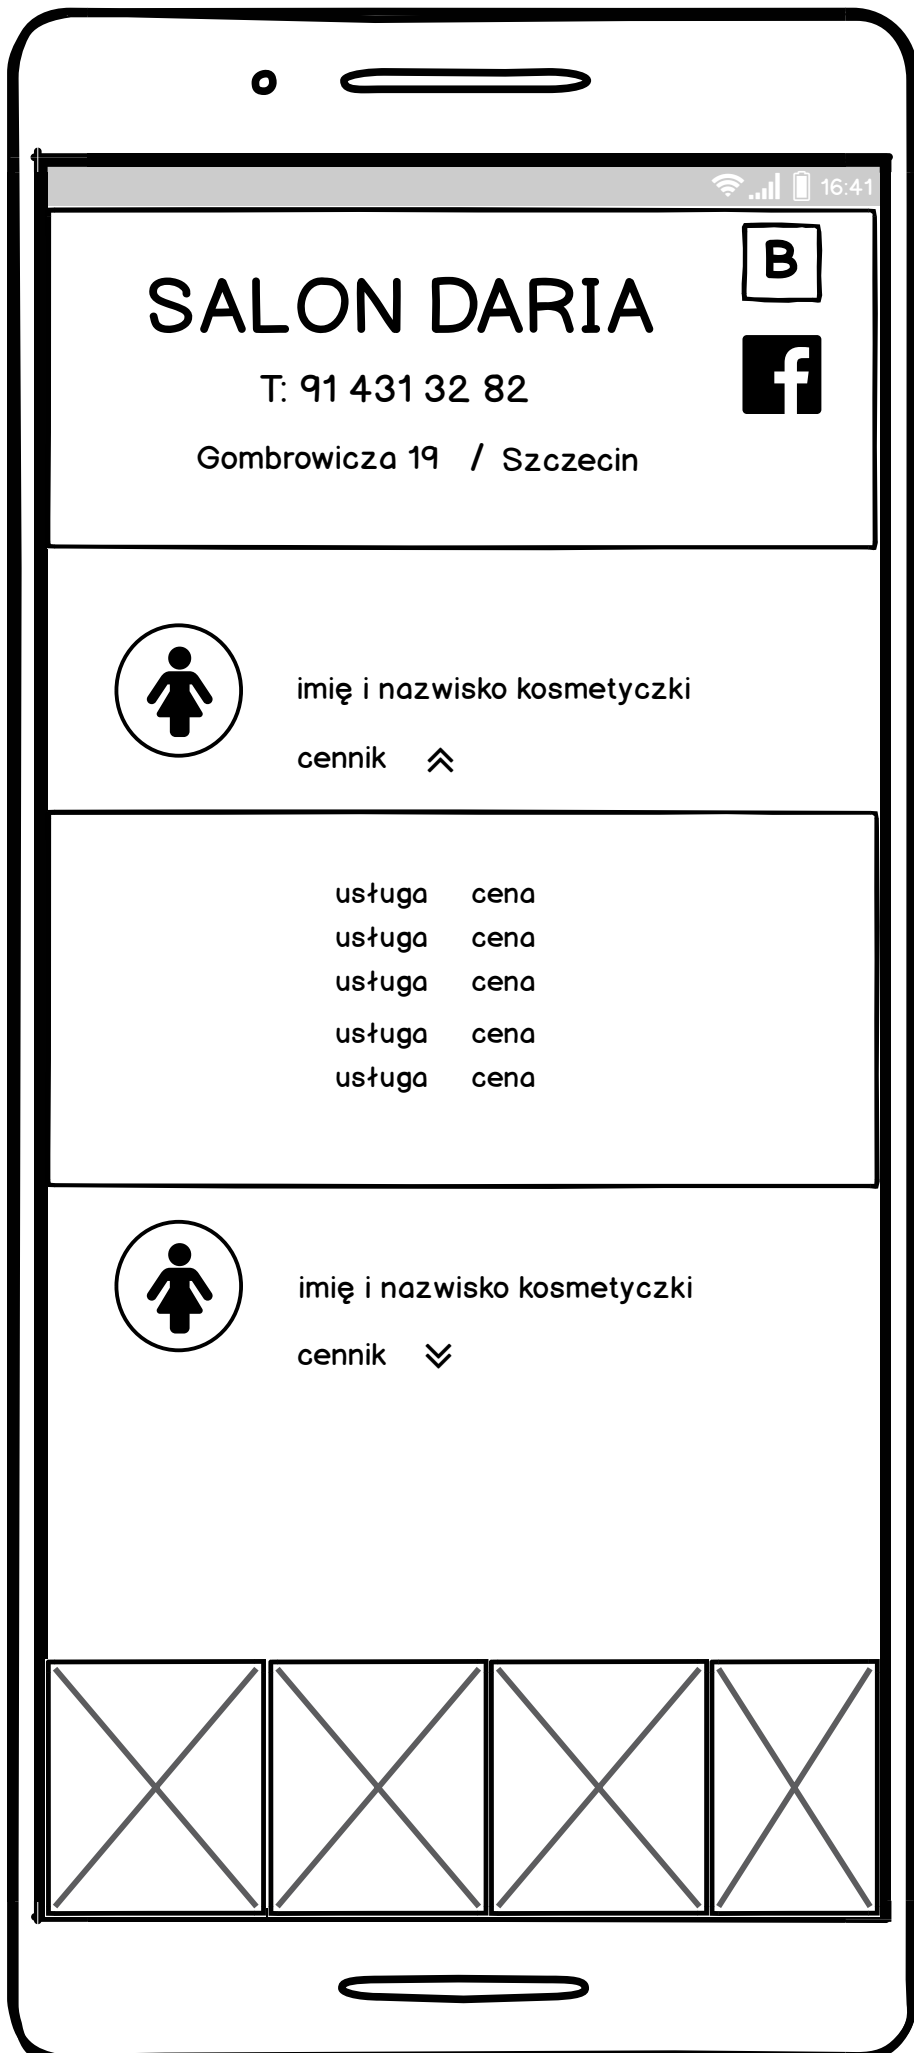 16:41
B
SALON DARIA
T: 91 431 32 82
Gombrowicza 19 / Szczecin
imię i nazwisko kosmetyczki
cennik
usługa cena
usługa cena
usługa cena
usługa cena
usługa cena
imię i nazwisko kosmetyczki
cennik